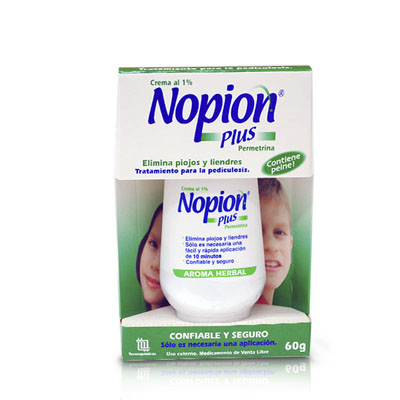 Crema al 1%
Nopion®
Plus
Permetrina
Elimina piojos y liendres
Tratamiento para la pediculosis.
Contiene
peine!
Crema al 1%
Nopion®
Plus
Permetrina
Elimina piojos y liendres
Sólo es necesaria una
fácil y rápida aplicación
de 10 minutos
Confiable y seguro
AROMA HERBAL
CONFIABLE Y SEGURO
Sólo es necesaria una aplicación.
Tecnoquímicas
Uso externo. Medicamento de Venta Libre
60g